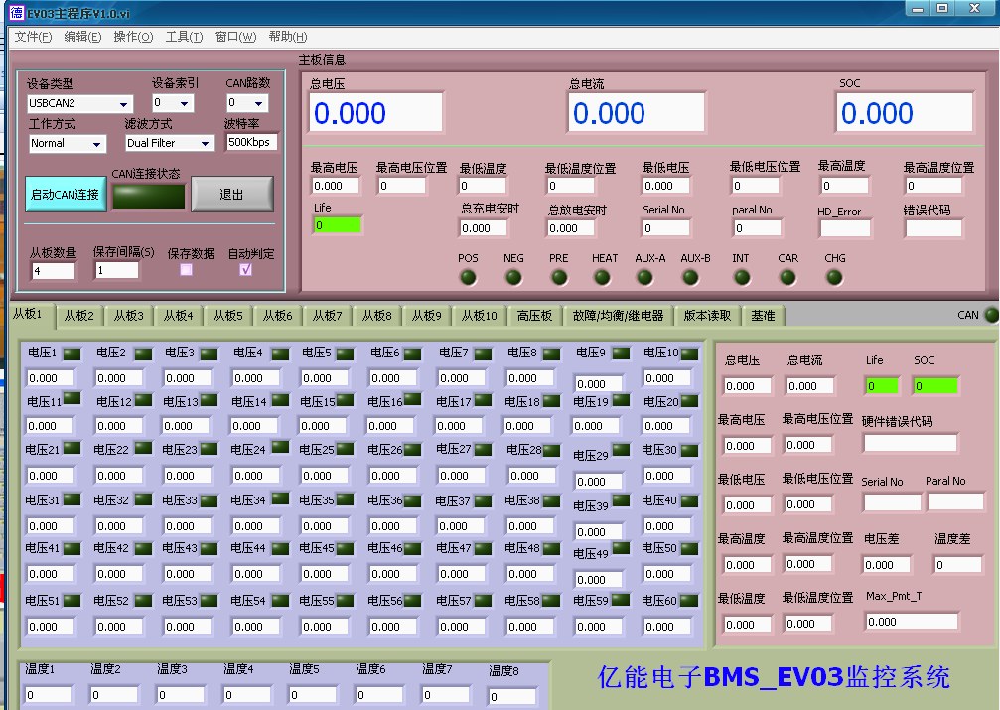 德 EV03主程序V1.0.vi
文件(F) 编辑(E) 操作(O) 工具(T) 窗口(W) 帮助(H)
主板信息
设备类型 设备索引 CAN路数
USBCAN2 0 0
工作方式 滤波方式 波特率
Normal Dual Filter 500Kbps
CAN连接状态
启动CAN连接 退出
从板数量 保存间隔(S) 保存数据 自动判定
4 1
总电压 总电流 SOC
0.000 0.000 0.000
最高电压 最高电压位置 最低温度 最低温度位置 最低电压 最低电压位置 最高温度 最高温度位置
0.000 0 0 0 0.000 0 0 0
Life 总充电安时 总放电安时 Serial No paral No HD_Error 错误代码
0 0.000 0.000 0 0
POS NEG PRE HEAT AUX-A AUX-B INT CAR CHG
从板1 从板2 从板3 从板4 从板5 从板6 从板7 从板8 从板9 从板10 高压板 故障/均衡/继电器 版本读取 基准 CAN
电压1 电压2 电压3 电压4 电压5 电压6 电压7 电压8 电压9 电压10
0.000 0.000 0.000 0.000 0.000 0.000 0.000 0.000 0.000 0.000
电压11 电压12 电压13 电压14 电压15 电压16 电压17 电压18 电压19 电压20
0.000 0.000 0.000 0.000 0.000 0.000 0.000 0.000 0.000 0.000
电压21 电压22 电压23 电压24 电压25 电压26 电压27 电压28 电压29 电压30
0.000 0.000 0.000 0.000 0.000 0.000 0.000 0.000 0.000 0.000
电压31 电压32 电压33 电压34 电压35 电压36 电压37 电压38 电压39 电压40
0.000 0.000 0.000 0.000 0.000 0.000 0.000 0.000 0.000 0.000
电压41 电压42 电压43 电压44 电压45 电压46 电压47 电压48 电压49 电压50
0.000 0.000 0.000 0.000 0.000 0.000 0.000 0.000 0.000 0.000
电压51 电压52 电压53 电压54 电压55 电压56 电压57 电压58 电压59 电压60
0.000 0.000 0.000 0.000 0.000 0.000 0.000 0.000 0.000 0.000
总电压 总电流 Life SOC
0.000 0.000 0 0
最高电压 最高电压位置 硬件错误代码
0.000 0.000
最低电压 最低电压位置 Serial No Paral No
0.000 0.000
最高温度 最高温度位置 电压差 温度差
0.000 0.000 0.000 0
最低温度 最低温度位置 Max_Pmt_T
0.000 0.000 0.000
温度1 温度2 温度3 温度4 温度5 温度6 温度7 温度8
0 0 0 0 0 0 0 0
亿能电子BMS_EV03监控系统